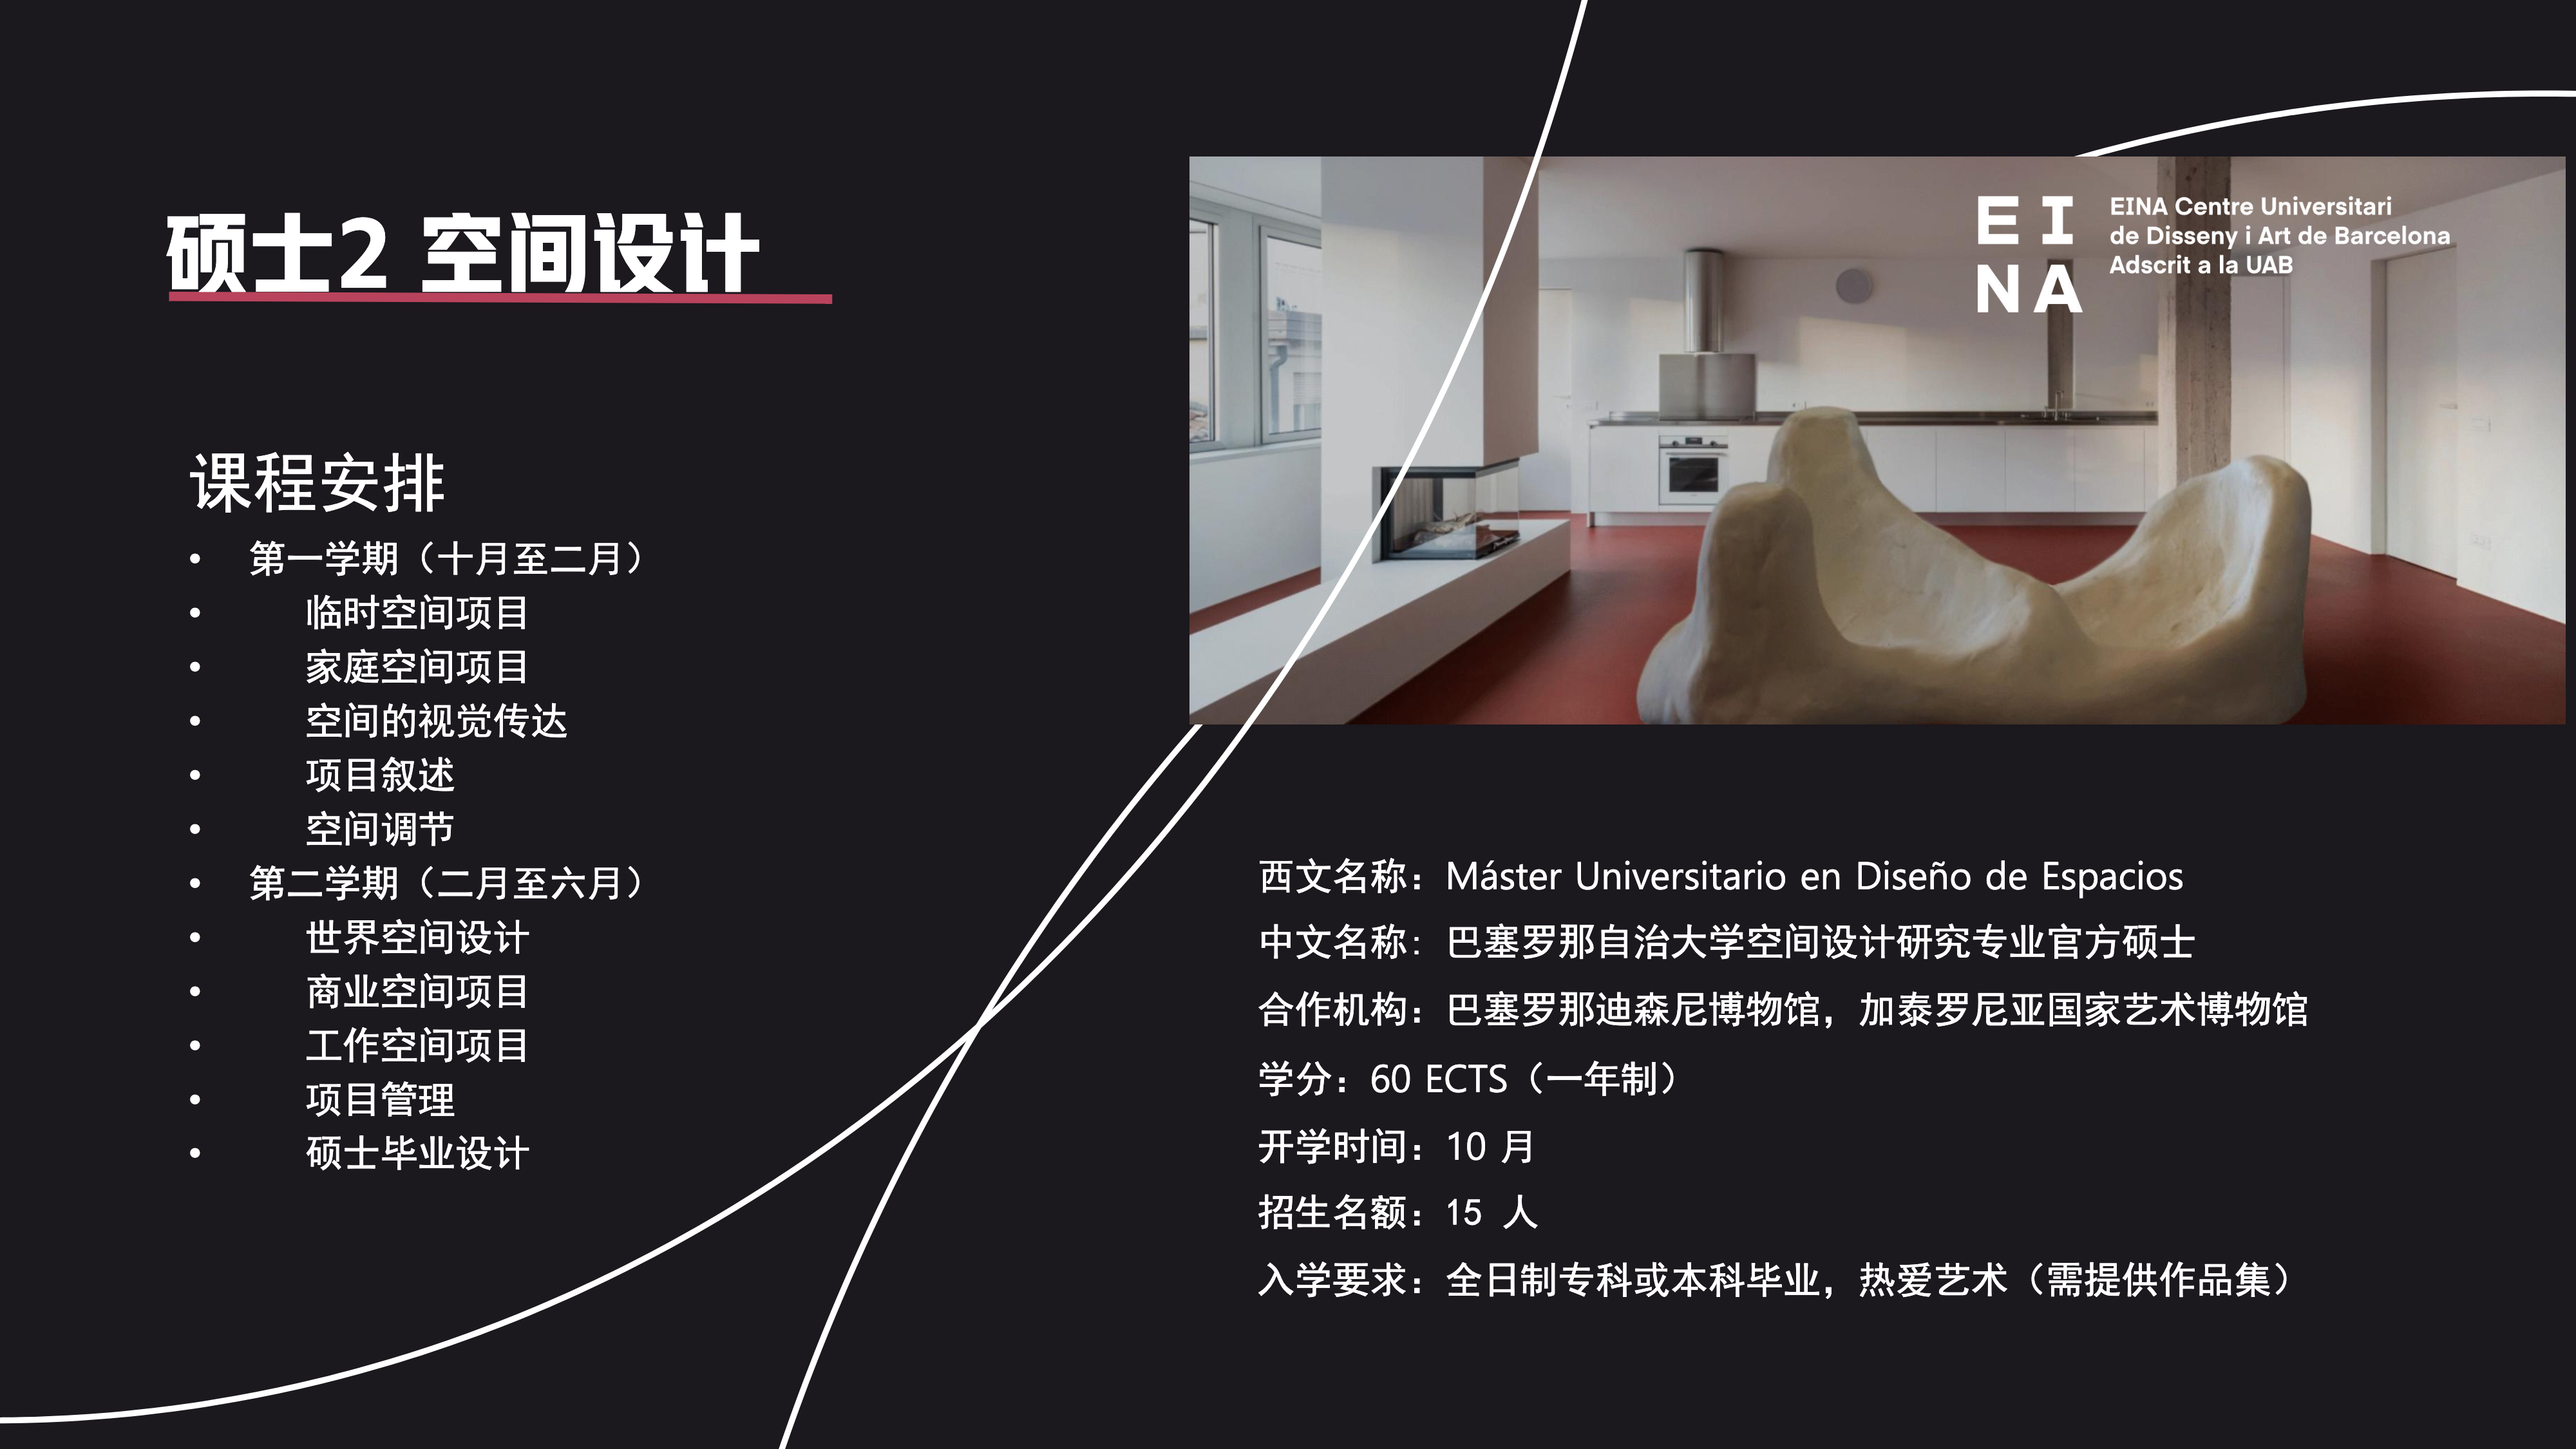 硕士2 空间设计
课程安排
• 第一学期（十月至二月）
• 临时空间项目
• 家庭空间项目
• 空间的视觉传达
• 项目叙述
• 空间调节
• 第二学期（二月至六月）
• 世界空间设计
• 商业空间项目
• 工作空间项目
• 项目管理
• 硕士毕业设计
EI
NA
EINA Centre Universitari
de Disseny i Art de Barcelona
Adscrit a la UAB
西文名称：Máster Universitario en Diseño de Espacios
中文名称：巴塞罗那自治大学空间设计研究专业官方硕士
合作机构：巴塞罗那迪森尼博物馆，加泰罗尼亚国家艺术博物馆
学分：60 ECTS（一年制）
开学时间：10 月
招生名额：15 人
入学要求：全日制专科或本科毕业，热爱艺术（需提供作品集）